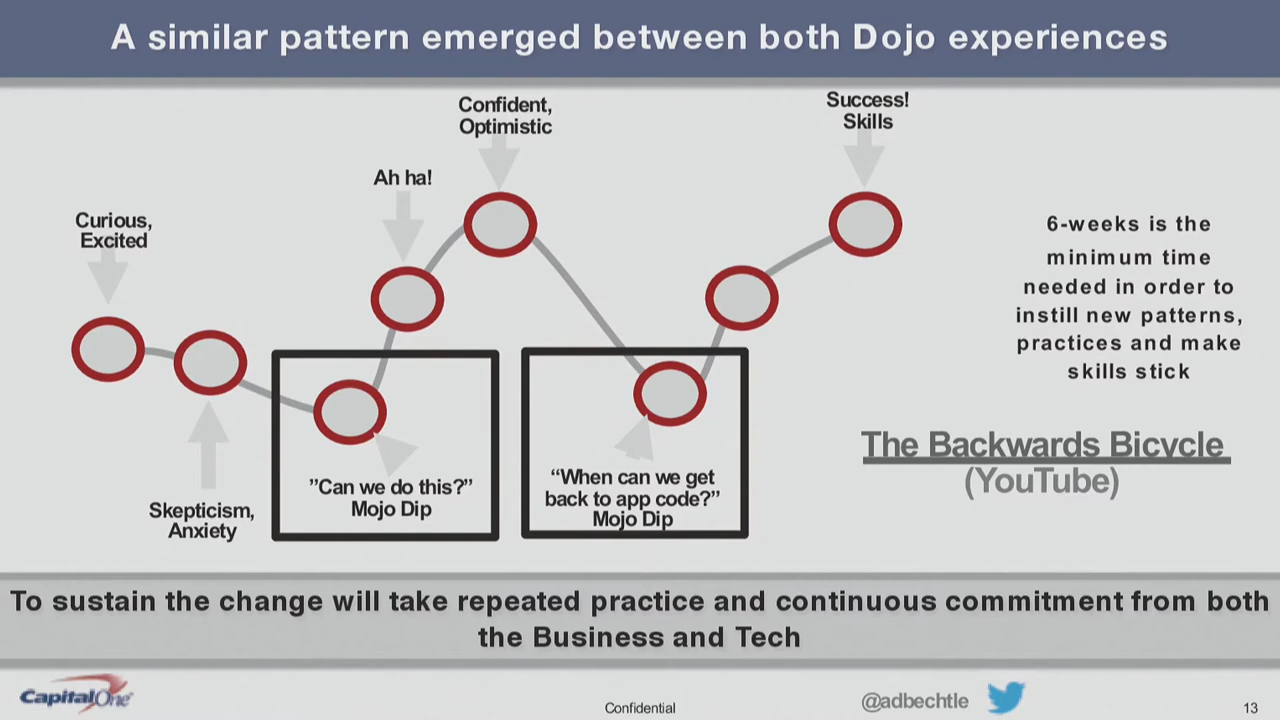 A similar pattern emerged between both Dojo experiences
Confident,
Optimistic
Success!
Skills
Ah ha!
Curious,
Excited
6-weeks is the
minimum time
needed in order to
instill new patterns,
practices and make
skills stick
The Backwards Bicycle
(YouTube)
Skepticism,
Anxiety
”Can we do this?”
Mojo Dip
“When can we get
back to app code?”
Mojo Dip
To sustain the change will take repeated practice and continuous commitment from both
the Business and Tech
CapitalOne
Confidential
@adbechtle
13